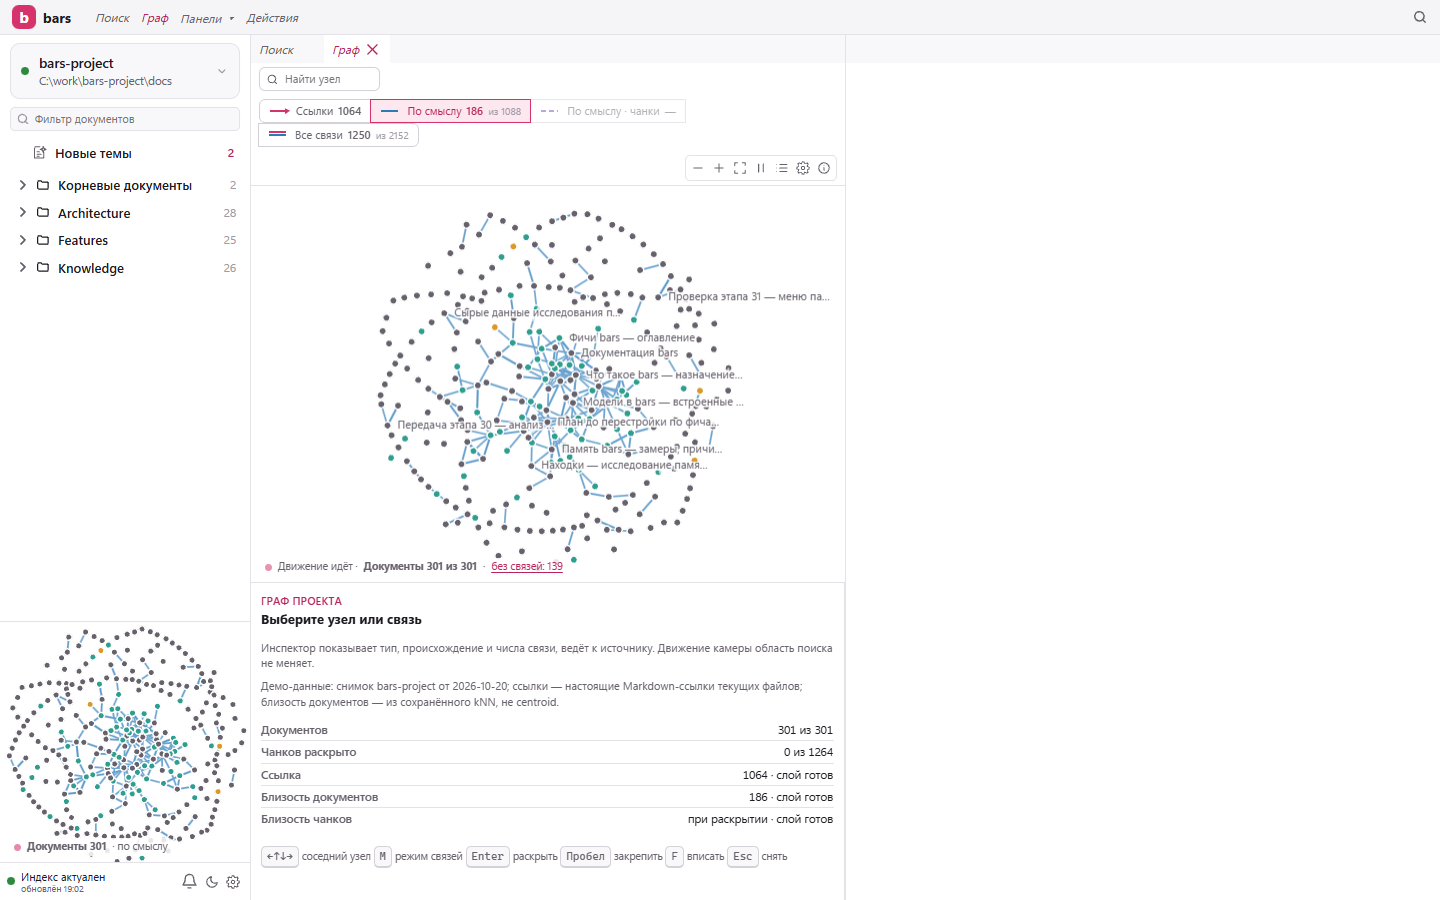 b bars Поиск Граф Панели Действия
bars-project
C:\work\bars-project\docs
Фильтр документов
Новые темы 2
Корневые документы 2
Architecture 28
Features 25
Knowledge 26
Документы 301 · по смыслу
Индекс актуален
обновлён 19:02
Поиск Граф
Найти узел
Ссылки 1064 По смыслу 186 из 1088 По смыслу · чанки —
Все связи 1250 из 2152
Проверка этапа 31 — меню па...
Сырые данные исследования п...
Фичи bars — оглавление
Документация bars
Что такое bars — назначение...
Модели в bars — встроенные ...
Передача этапа 30 — анализ...
План до перестройки по фича...
Память bars — замеры, причи...
Находки — исследование памя...
Движение идёт · Документы 301 из 301 · без связей: 139
ГРАФ ПРОЕКТА
Выберите узел или связь
Инспектор показывает тип, происхождение и числа связи, ведёт к источнику. Движение камеры область поиска
не меняет.
Демо-данные: снимок bars-project от 2026-10-20; ссылки — настоящие Markdown-ссылки текущих файлов;
близость документов — из сохранённого kNN, не centroid.
Документов 301 из 301
Чанков раскрыто 0 из 1264
Ссылка 1064 · слой готов
Близость документов 186 · слой готов
Близость чанков при раскрытии · слой готов
←↑↓→ соседний узел M режим связей Enter раскрыть Пробел закрепить F вписать Esc снять